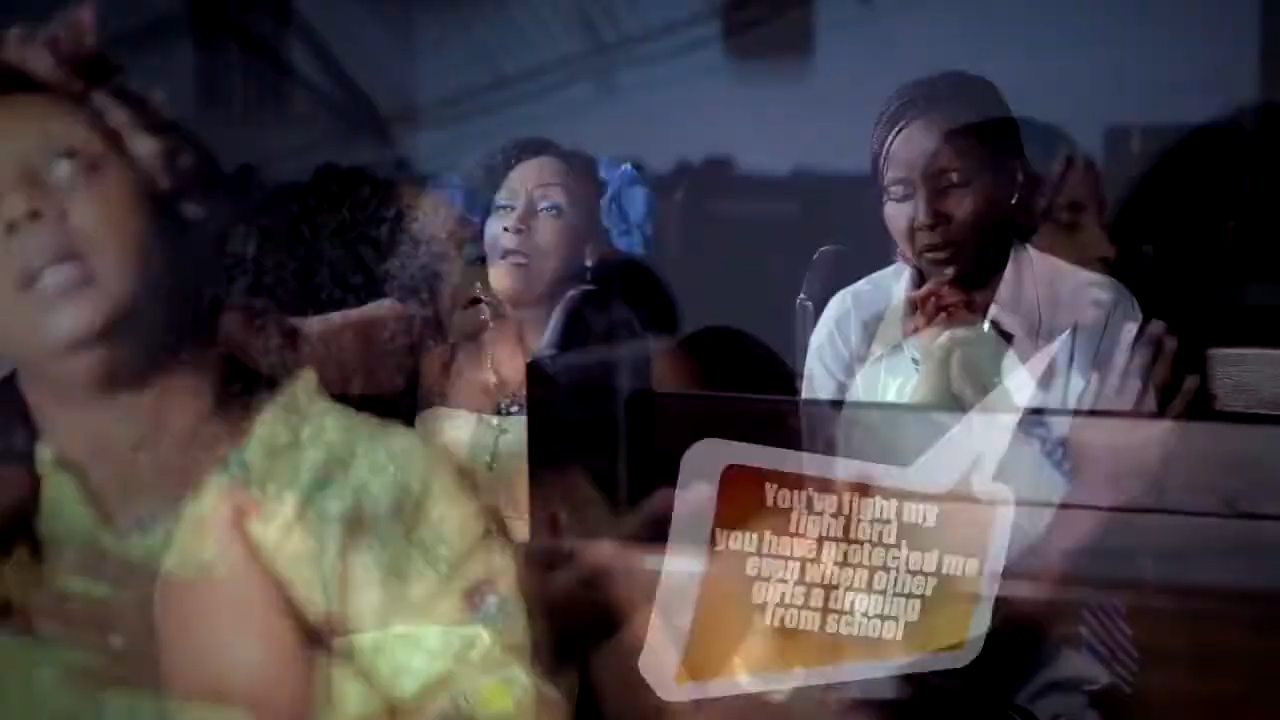 You've fight my
fight lord
you have protected me
even when other
girls a droping
from school